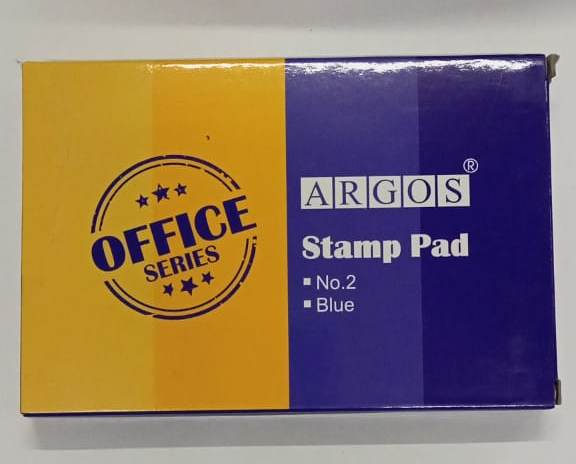 OFFICE
SERIES
ARGOS®
Stamp Pad
▪ No.2
▪ Blue